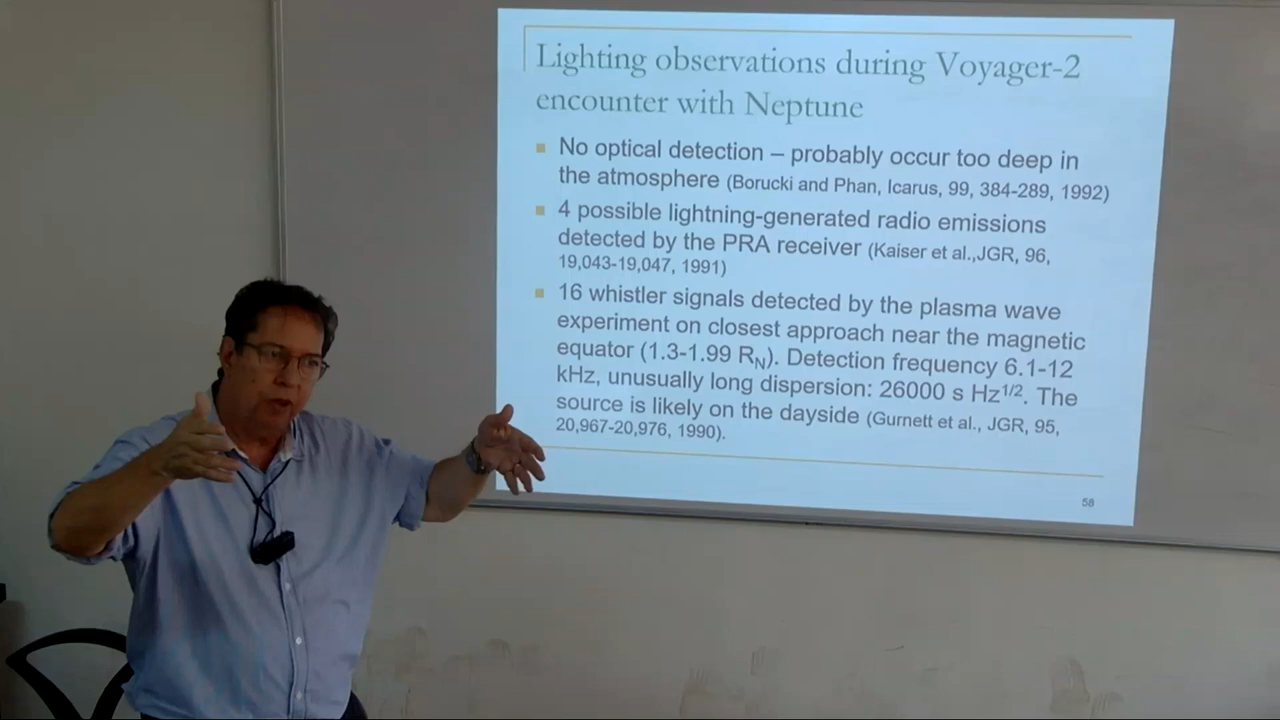 Lighting observations during Voyager-2
encounter with Neptune
No optical detection – probably occur too deep in
the atmosphere (Borucki and Phan, Icarus, 99, 384-289, 1992)
4 possible lightning-generated radio emissions
detected by the PRA receiver (Kaiser et al.,JGR, 96,
19,043-19,047, 1991)
16 whistler signals detected by the plasma wave
experiment on closest approach near the magnetic
equator (1.3-1.99 RN). Detection frequency 6.1-12
kHz, unusually long dispersion: 26000 s Hz1/2. The
source is likely on the dayside (Gurnett et al., JGR, 95,
20,967-20,976, 1990).
58